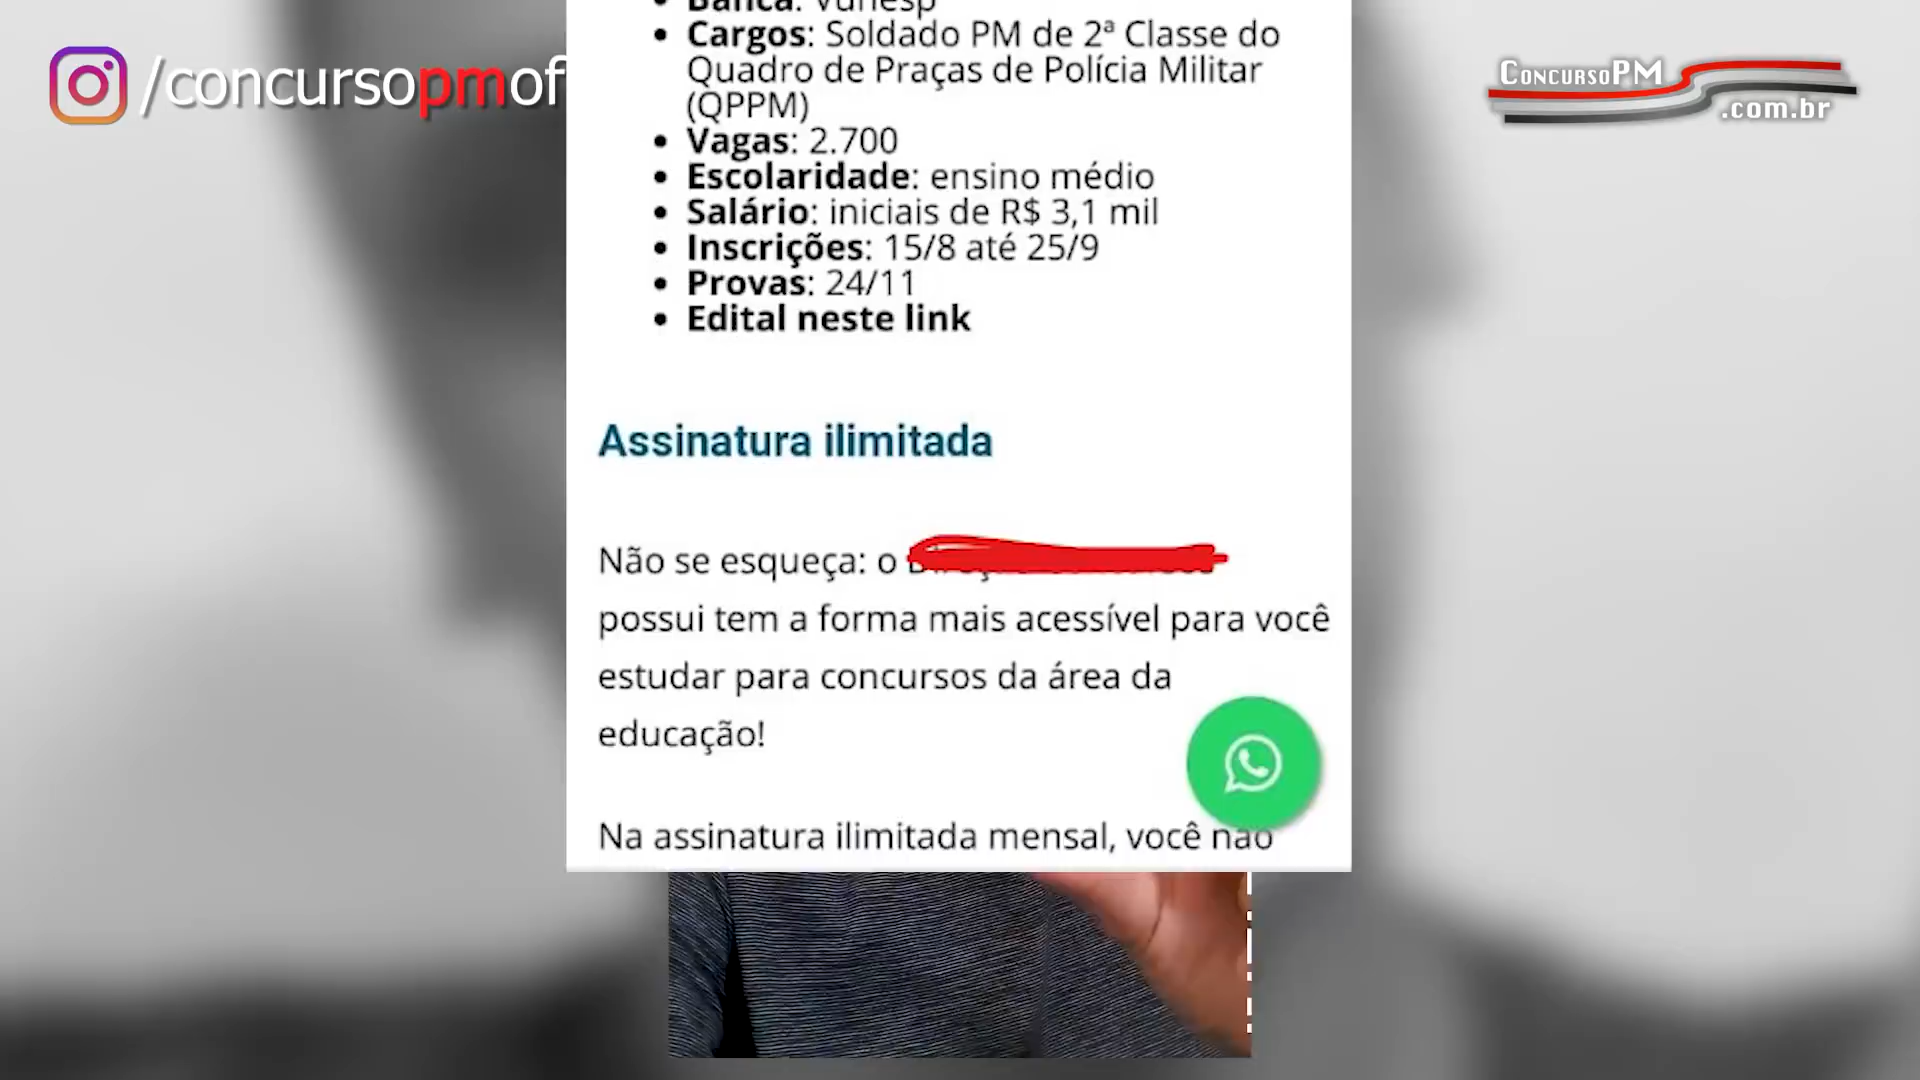 /concursopmof
Banca: Vunesp
Cargos: Soldado PM de 2ª Classe do
Quadro de Praças de Polícia Militar
(QPPM)
Vagas: 2.700
Escolaridade: ensino médio
Salário: iniciais de R$ 3,1 mil
Inscrições: 15/8 até 25/9
Provas: 24/11
Edital neste link
Assinatura ilimitada
Não se esqueça: o
possui tem a forma mais acessível para você
estudar para concursos da área da
educação!
Na assinatura ilimitada mensal, você não
CONCURSOPM
.com.br